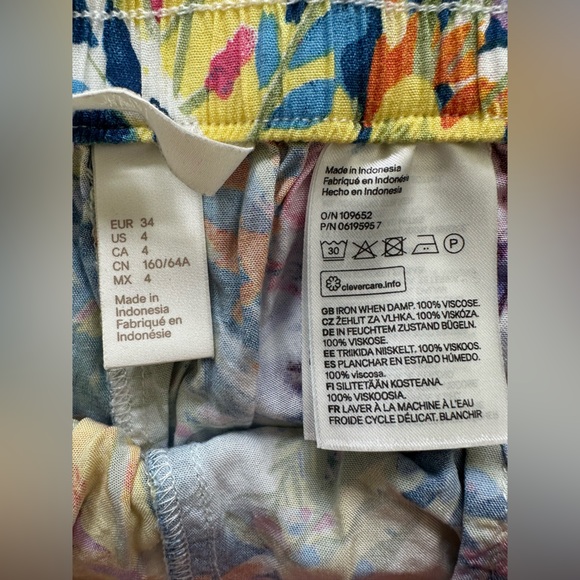 EUR 34
US 4
CA 4
CN 160/64A
MX 4
Made in
Indonesia
Fabriqué en
Indonésie
Made in Indonesia
Fabriqué en Indonésie
Hecho en Indonesia
O/N 109652
P/N 06195957
30
P
clevercare.info
GB IRON WHEN DAMP. 100% VISCOSE.
CZ ŽEHLIT ZA VLHKA. 100% VISKÓZA.
DE IN FEUCHTEM ZUSTAND BÜGELN.
100% VISKOSE.
EE TRIIKIDA NIISKELT. 100% VISKOOS.
ES PLANCHAR EN ESTADO HÚMEDO.
100% viscosa.
FI SILITETÄÄN KOSTEANA.
100% VISKOOSIA.
FR LAVER À LA MACHINE À L'EAU
FROIDE CYCLE DÉLICAT. BLANCHIR